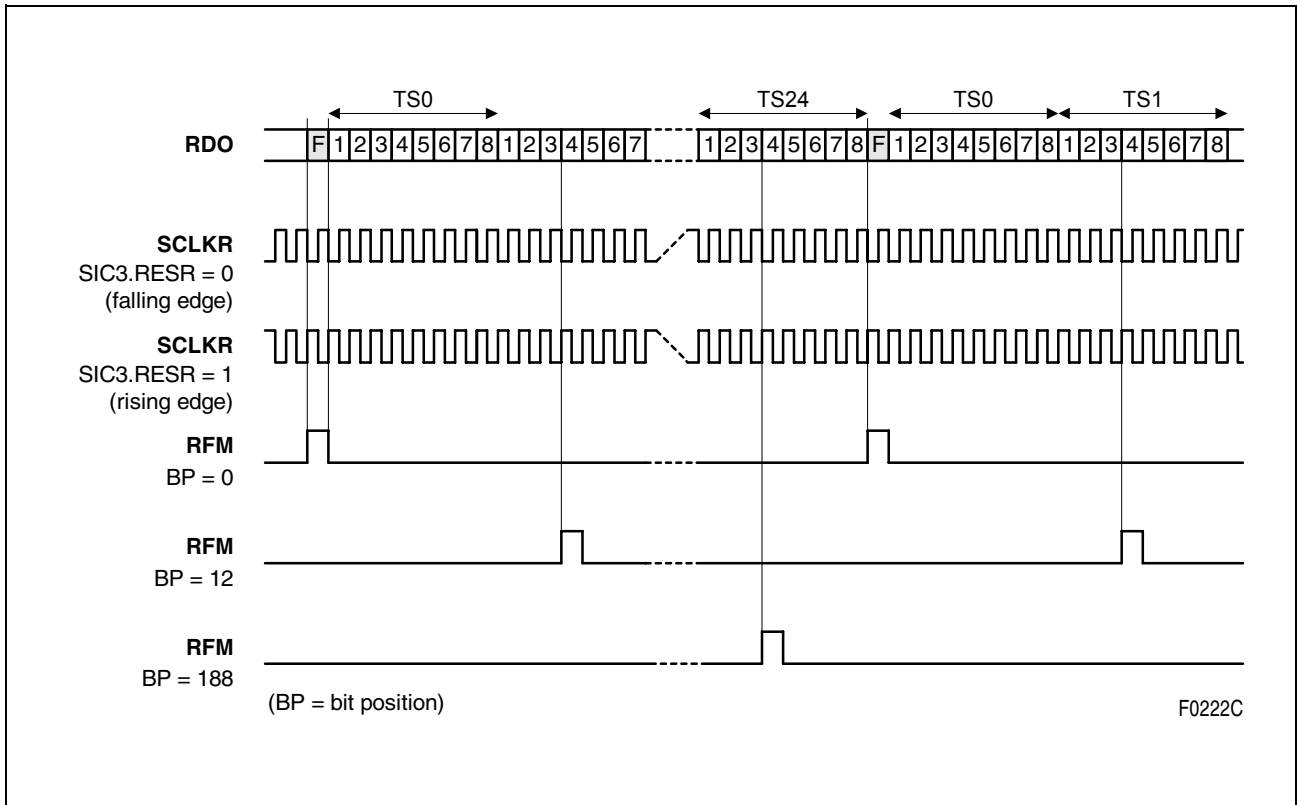 TS0 TS24 TS0 TS1
RDO F 1 2 3 4 5 6 7 8 1 2 3 4 5 6 7 1 2 3 4 5 6 7 8 F 1 2 3 4 5 6 7 8 1 2 3 4 5 6 7 8
SCLKR
SIC3.RESR = 0
(falling edge)
SCLKR
SIC3.RESR = 1
(rising edge)
RFM
BP = 0
RFM
BP = 12
RFM
BP = 188
(BP = bit position)
F0222C